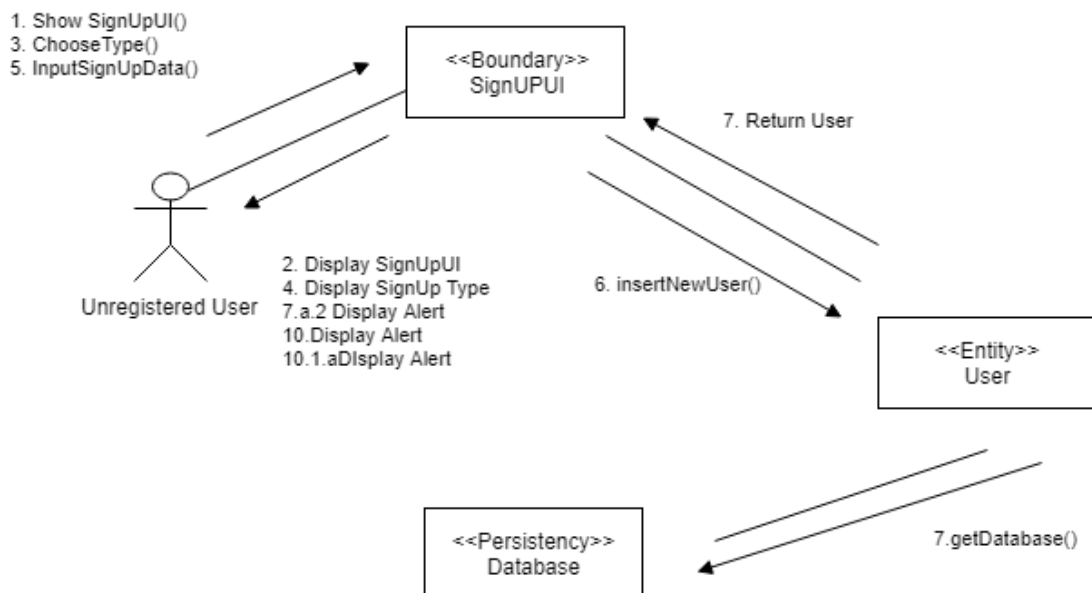 1. Show SignUpUI()
3. ChooseType()
5. InputSignUpData()
<<Boundary>>
SignUPUI
7. Return User
2. Display SignUpUI
4. Display SignUp Type
7.a.2 Display Alert
10.Display Alert
10.1.aDIsplay Alert
Unregistered User
6. insertNewUser()
<<Entity>>
User
<<Persistency>>
Database
7.getDatabase()